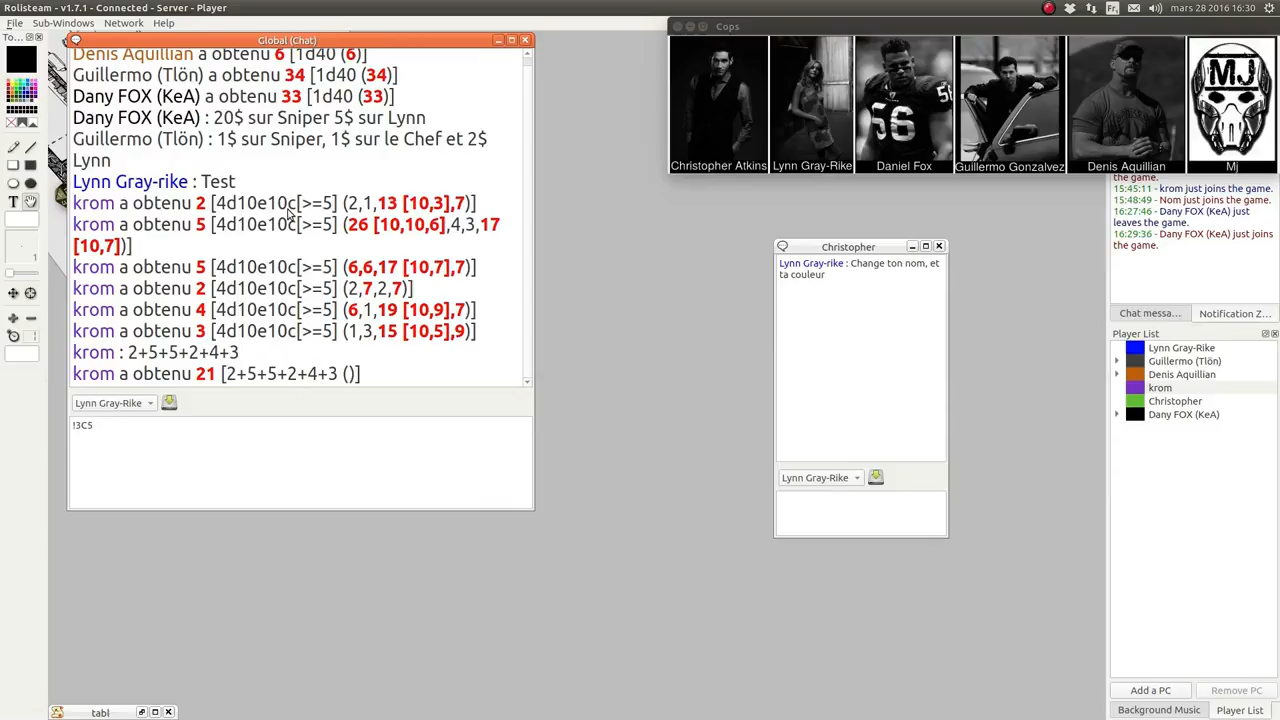 Rolisteam - v1.7.1 - Connected - Server - Player
Fr
mars 28 2016 16:30
File Sub-Windows Network Help
To...
Global (Chat)
Denis Aquillian a obtenu 6 [1d40 (6)]
Guillermo (Tlön) a obtenu 34 [1d40 (34)]
Dany FOX (KeA) a obtenu 33 [1d40 (33)]
Dany FOX (KeA) : 20$ sur Sniper 5$ sur Lynn
Guillermo (Tlön) : 1$ sur Sniper, 1$ sur le Chef et 2$
Lynn
Lynn Gray-rike : Test
krom a obtenu 2 [4d10e10c[>=5] (2,1,13 [10,3],7)]
krom a obtenu 5 [4d10e10c[>=5] (26 [10,10,6],4,3,17
[10,7])]
krom a obtenu 5 [4d10e10c[>=5] (6,6,17 [10,7],7)]
krom a obtenu 2 [4d10e10c[>=5] (2,7,2,7)]
krom a obtenu 4 [4d10e10c[>=5] (6,1,19 [10,9],7)]
krom a obtenu 3 [4d10e10c[>=5] (1,3,15 [10,5],9)]
krom : 2+5+5+2+4+3
krom a obtenu 21 [2+5+5+2+4+3 ()]
Lynn Gray-Rike
!3C5
T
1
Cops
56
MJ
Christopher Atkins
Lynn Gray-Rike
Daniel Fox
Guillermo Gonzalvez
Denis Aquillian
Mj
the game.
15:45:11 - krom just joins the game.
15:48:49 - Nom just joins the game.
16:27:46 - Dany FOX (KeA) just
leaves the game.
16:29:36 - Dany FOX (KeA) just joins
the game.
Christopher
Lynn Gray-rike : Change ton nom, et
ta couleur
Lynn Gray-Rike
Chat messa...
Notification Z...
Player List
Lynn Gray-Rike
Guillermo (Tlön)
Denis Aquillian
krom
Christopher
Dany FOX (KeA)
Add a PC
Remove PC
Background Music
Player List
tabl